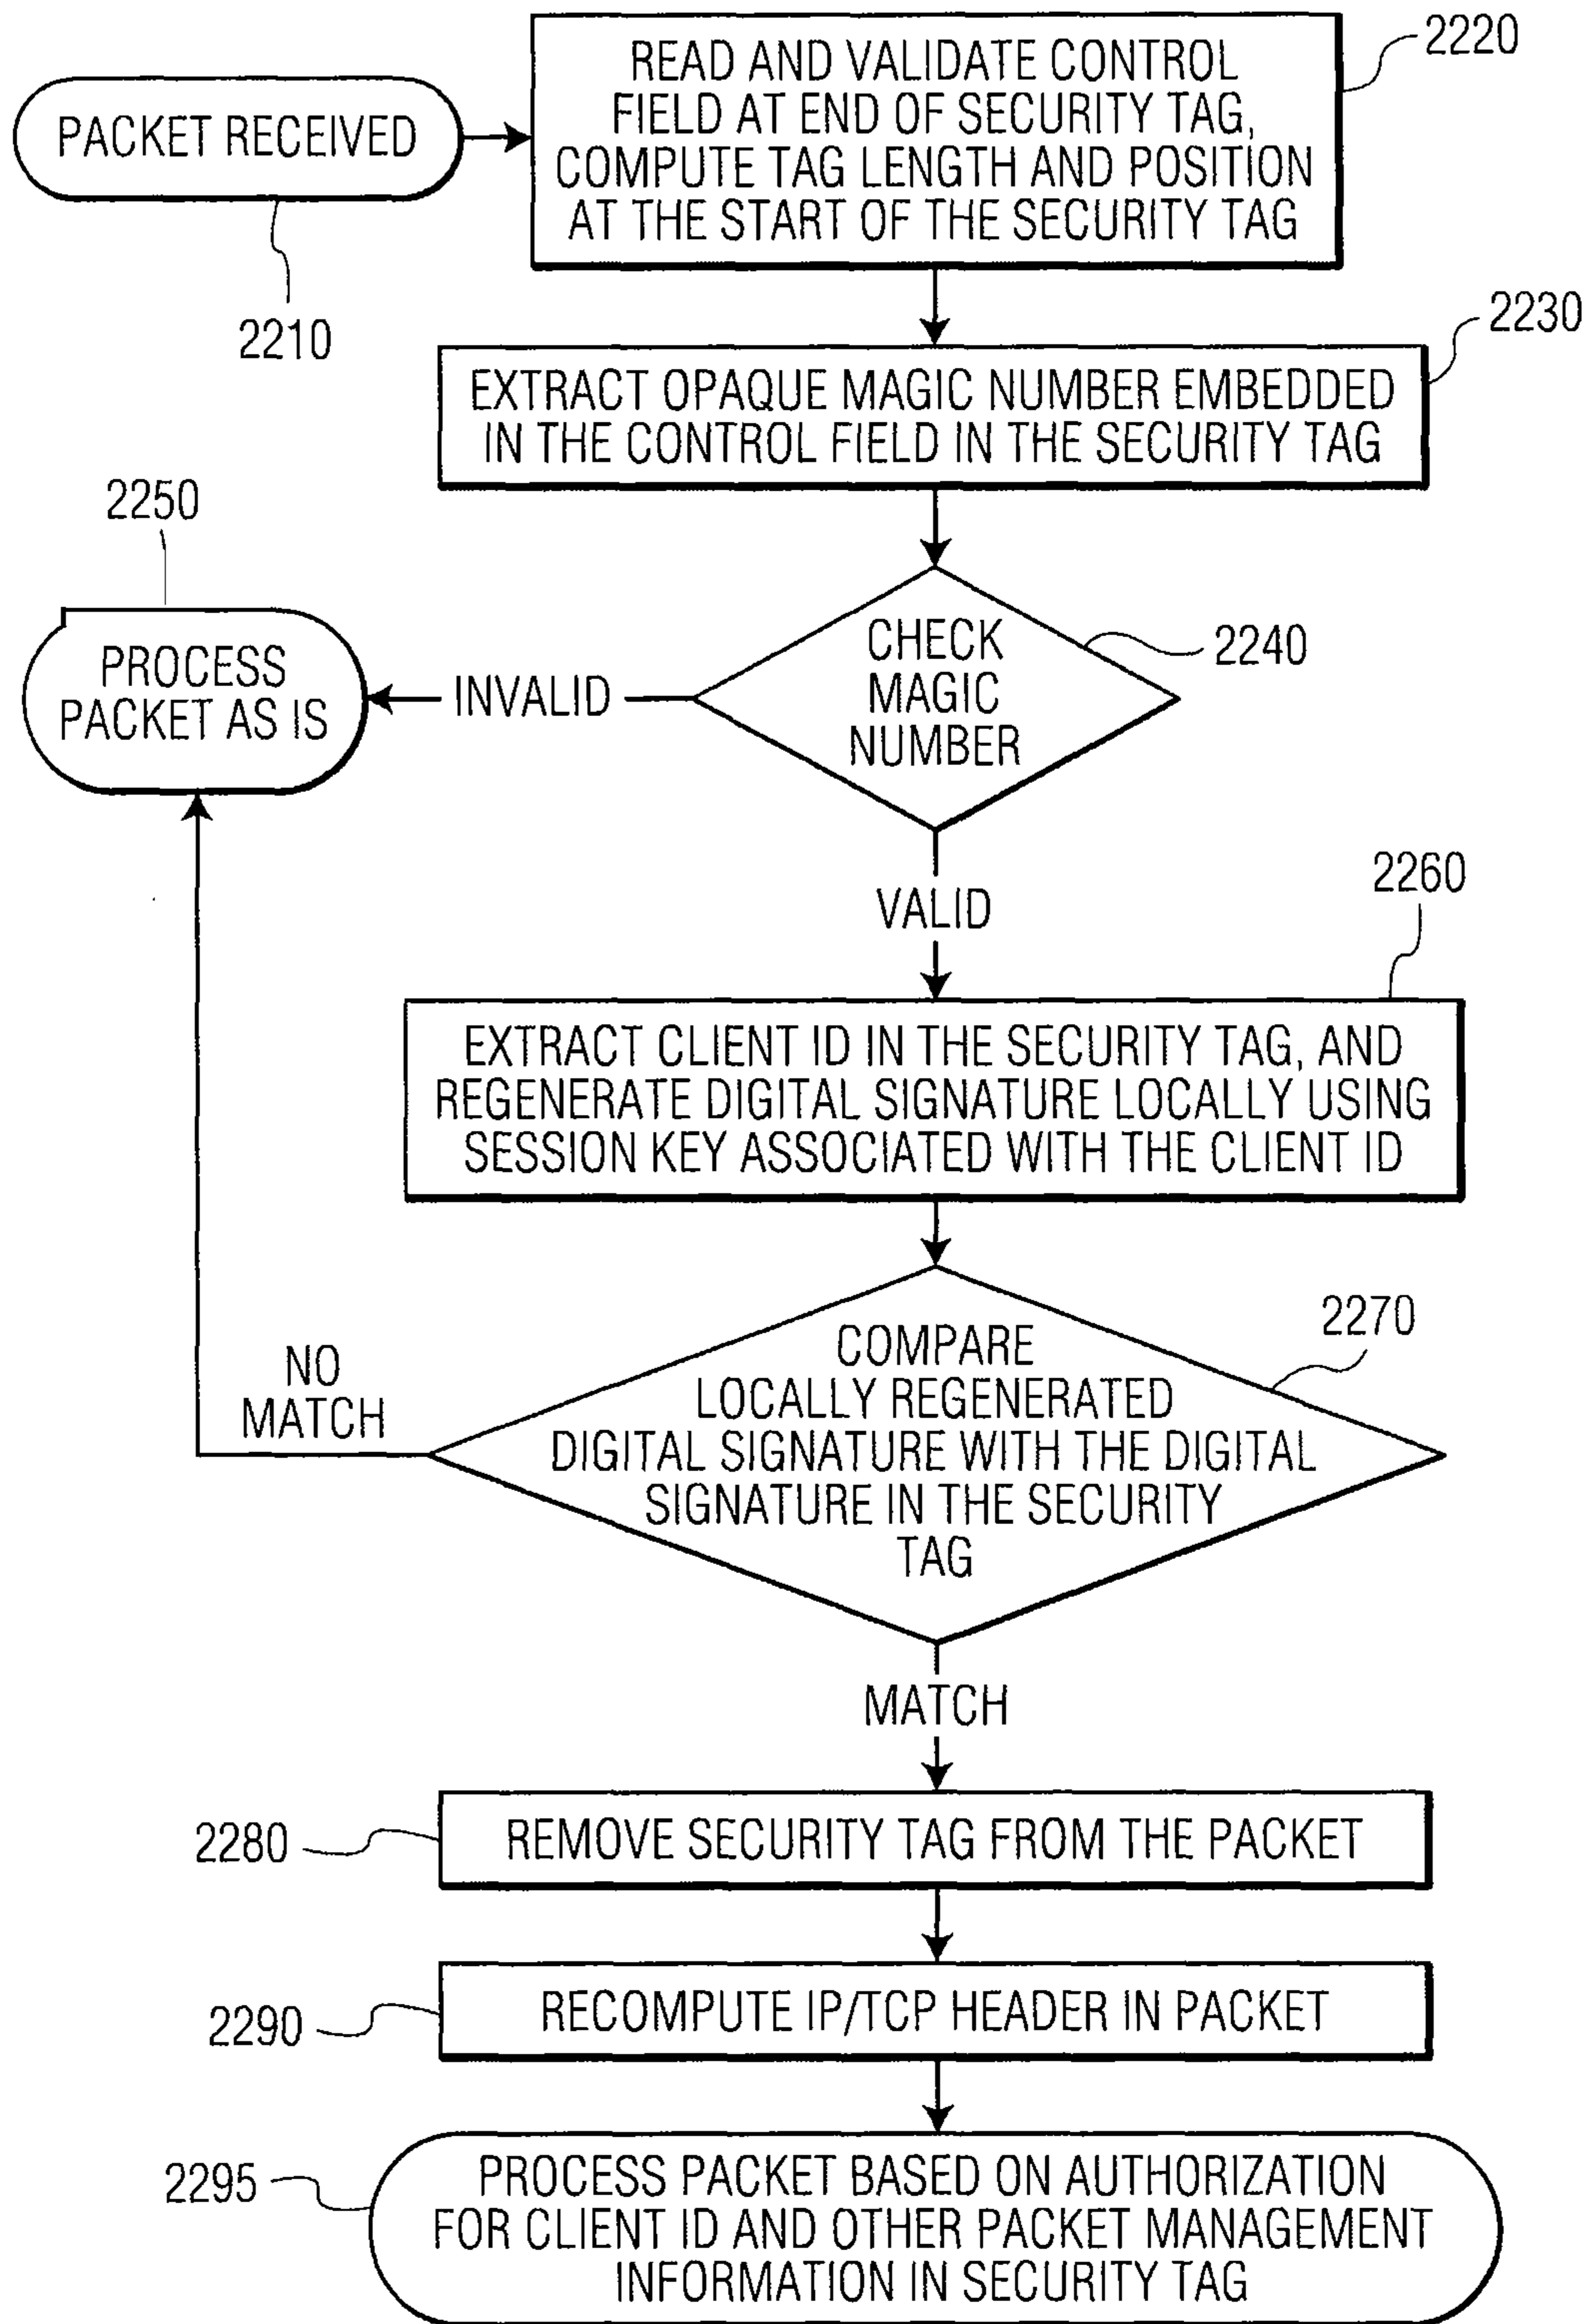 PACKET RECEIVED
2210
READ AND VALIDATE CONTROL
FIELD AT END OF SECURITY TAG,
COMPUTE TAG LENGTH AND POSITION
AT THE START OF THE SECURITY TAG
2220
EXTRACT OPAQUE MAGIC NUMBER EMBEDDED
IN THE CONTROL FIELD IN THE SECURITY TAG
2230
CHECK
MAGIC
NUMBER
2240
INVALID
2250
PROCESS
PACKET AS IS
VALID
2260
EXTRACT CLIENT ID IN THE SECURITY TAG, AND
REGENERATE DIGITAL SIGNATURE LOCALLY USING
SESSION KEY ASSOCIATED WITH THE CLIENT ID
COMPARE
LOCALLY REGENERATED
DIGITAL SIGNATURE WITH THE DIGITAL
SIGNATURE IN THE SECURITY
TAG
2270
NO
MATCH
MATCH
2280
REMOVE SECURITY TAG FROM THE PACKET
2290
RECOMPUTE IP/TCP HEADER IN PACKET
2295
PROCESS PACKET BASED ON AUTHORIZATION
FOR CLIENT ID AND OTHER PACKET MANAGEMENT
INFORMATION IN SECURITY TAG